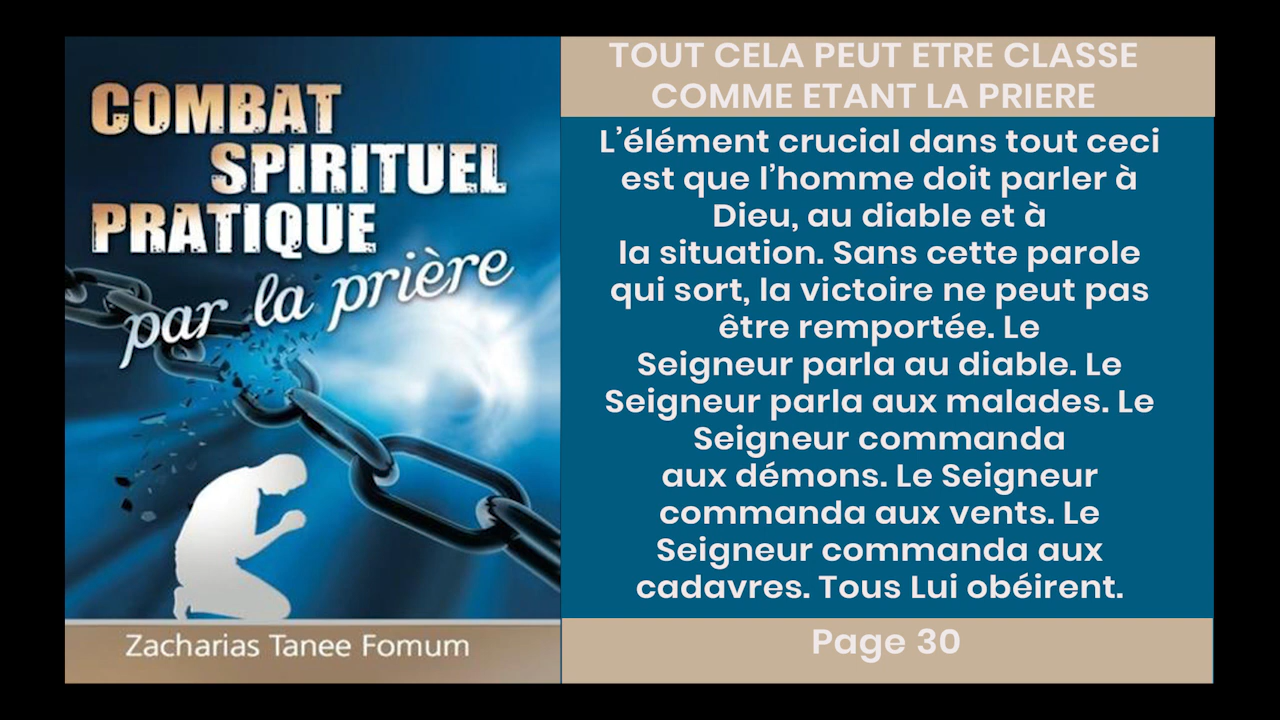 COMBAT
SPIRITUEL
PRATIQUE
par la prière
Zacharias Tanee Fomum
TOUT CELA PEUT ETRE CLASSE
COMME ETANT LA PRIERE
L’élément crucial dans tout ceci
est que l’homme doit parler à
Dieu, au diable et à
la situation. Sans cette parole
qui sort, la victoire ne peut pas
être remportée. Le
Seigneur parla au diable. Le
Seigneur parla aux malades. Le
Seigneur commanda
aux démons. Le Seigneur
commanda aux vents. Le
Seigneur commanda aux
cadavres. Tous Lui obéirent.
Page 30